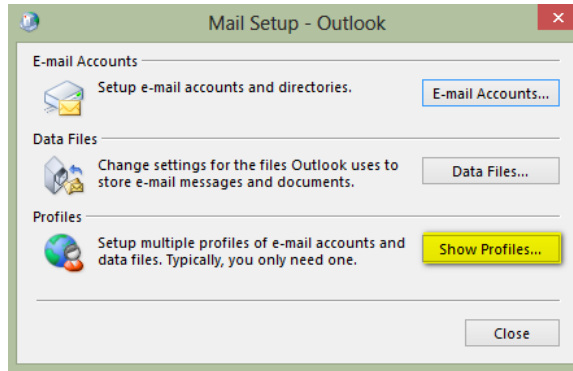 Mail Setup - Outlook
E-mail Accounts
Setup e-mail accounts and directories.
E-mail Accounts...
Data Files
Change settings for the files Outlook uses to
store e-mail messages and documents.
Data Files...
Profiles
Setup multiple profiles of e-mail accounts and
data files. Typically, you only need one.
Show Profiles...
Close